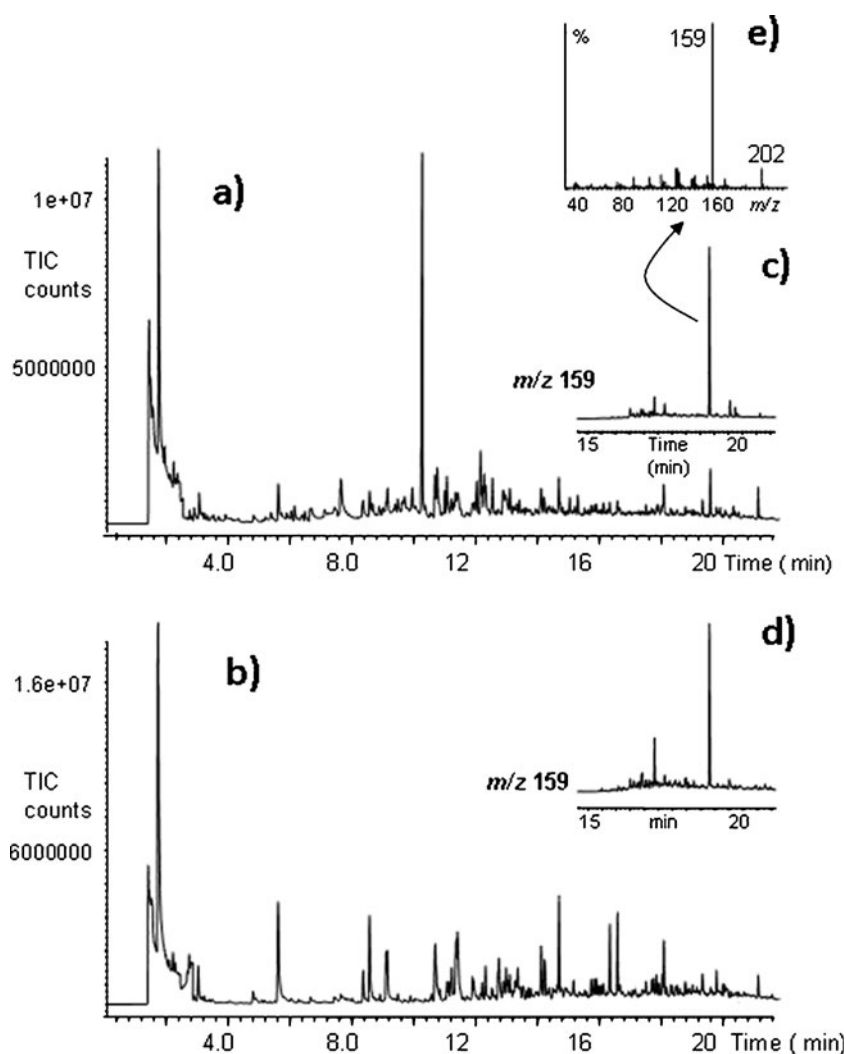 e)
%
159
202
40 80 120 160 m/z
a)
1e+07
TIC
counts
5000000
c)
m/z 159
15 Time 20
(min)
4.0 8.0 12 16 20 Time ( min)
b)
1.6e+07
TIC
counts
6000000
d)
m/z 159
15 min 20
4.0 8.0 12 16 20 Time ( min)